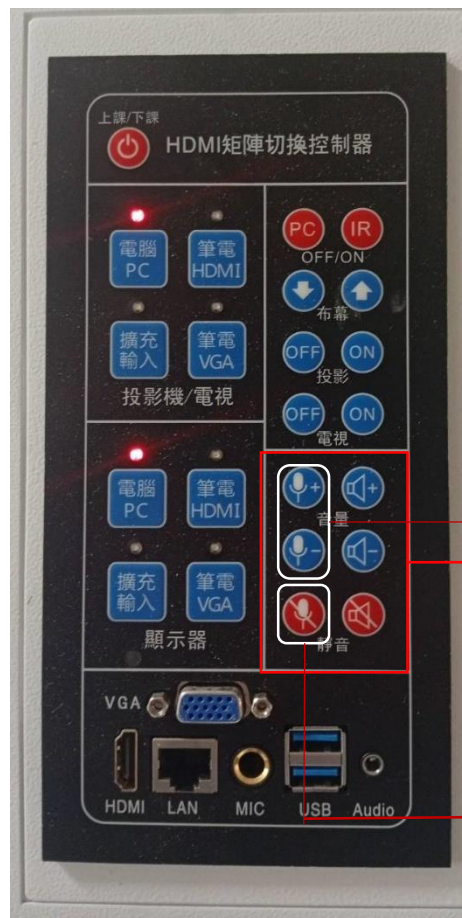 上課/下課
HDMI矩陣切換控制器
電腦
PC
筆電
HDMI
擴充
輸入
筆電
VGA
投影機/電視
PC
IR
OFF/ON
布幕
OFF
ON
投影
OFF
ON
電視
電腦
PC
筆電
HDMI
擴充
輸入
筆電
VGA
顯示器
+
+
音量
-
-
靜音
VGA
HDMI
LAN
MIC
USB
Audio